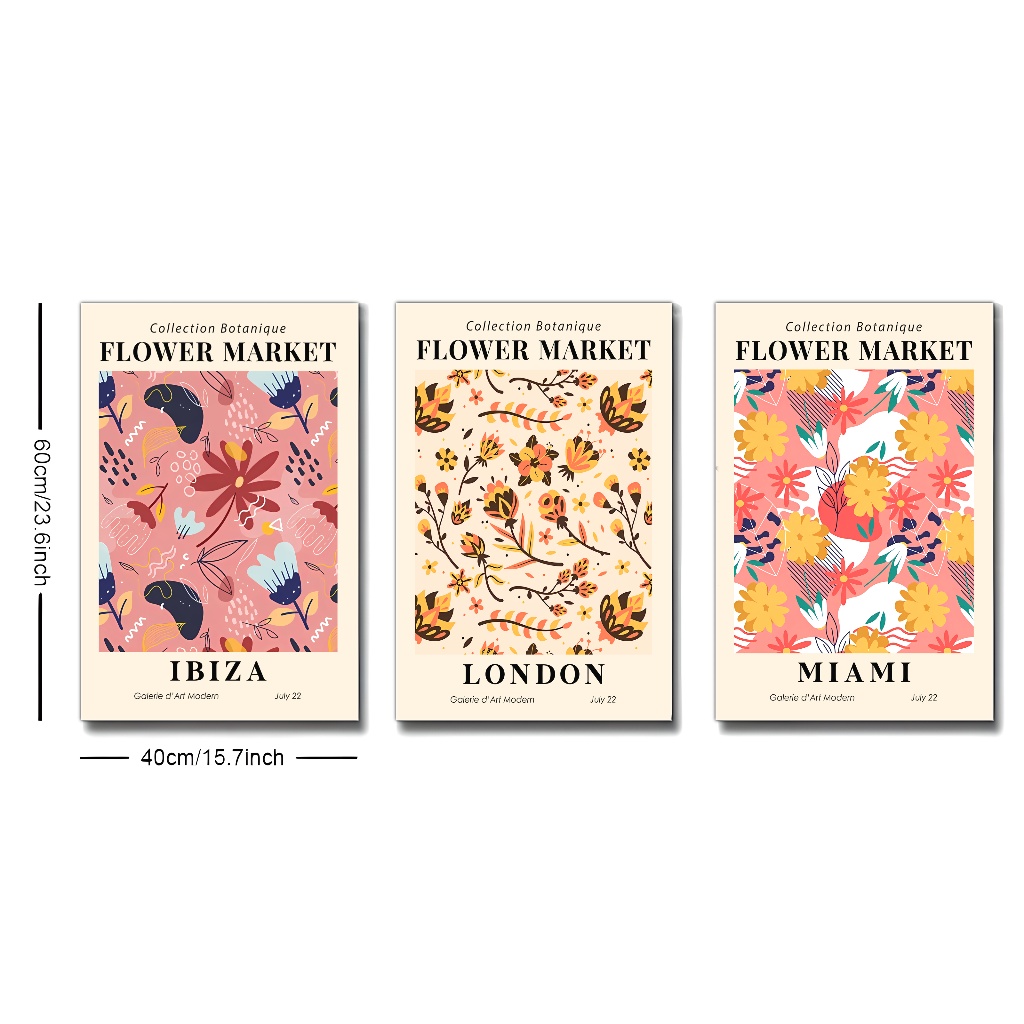 60cm/23.6inch
Collection Botanique
FLOWER MARKET
IBIZA
Galerie d'Art Modern July 22
Collection Botanique
FLOWER MARKET
LONDON
Galerie d'Art Modern July 22
Collection Botanique
FLOWER MARKET
MIAMI
Galerie d'Art Modern July 22
40cm/15.7inch